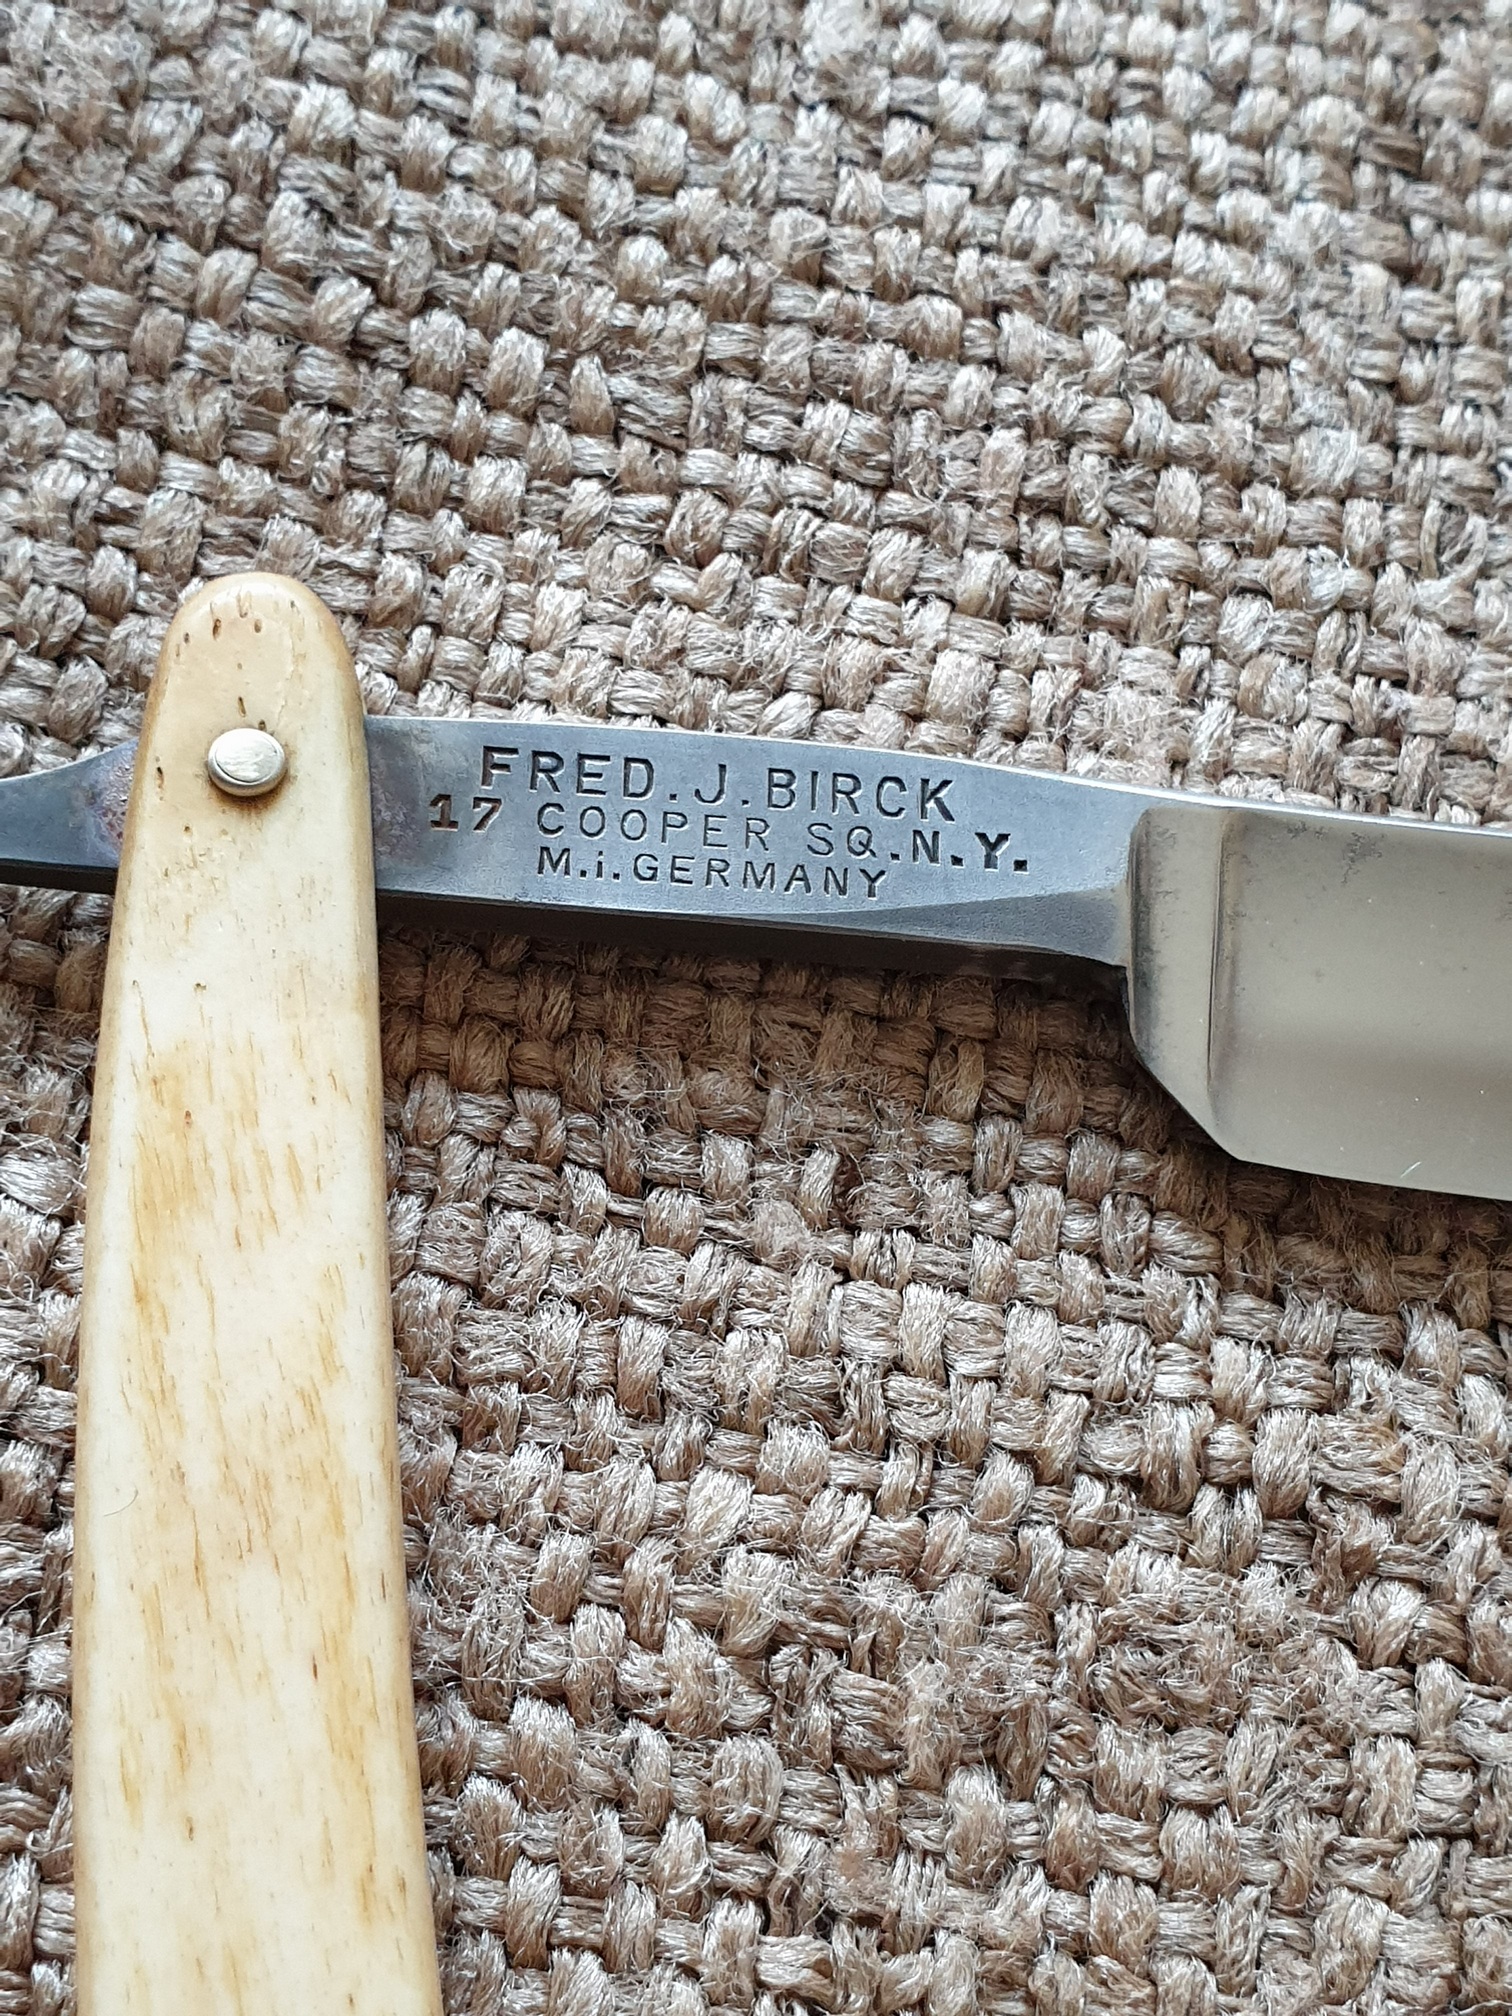 FRED.J.BIRCK
17 COOPER SQ.N.Y.
M.i.GERMANY